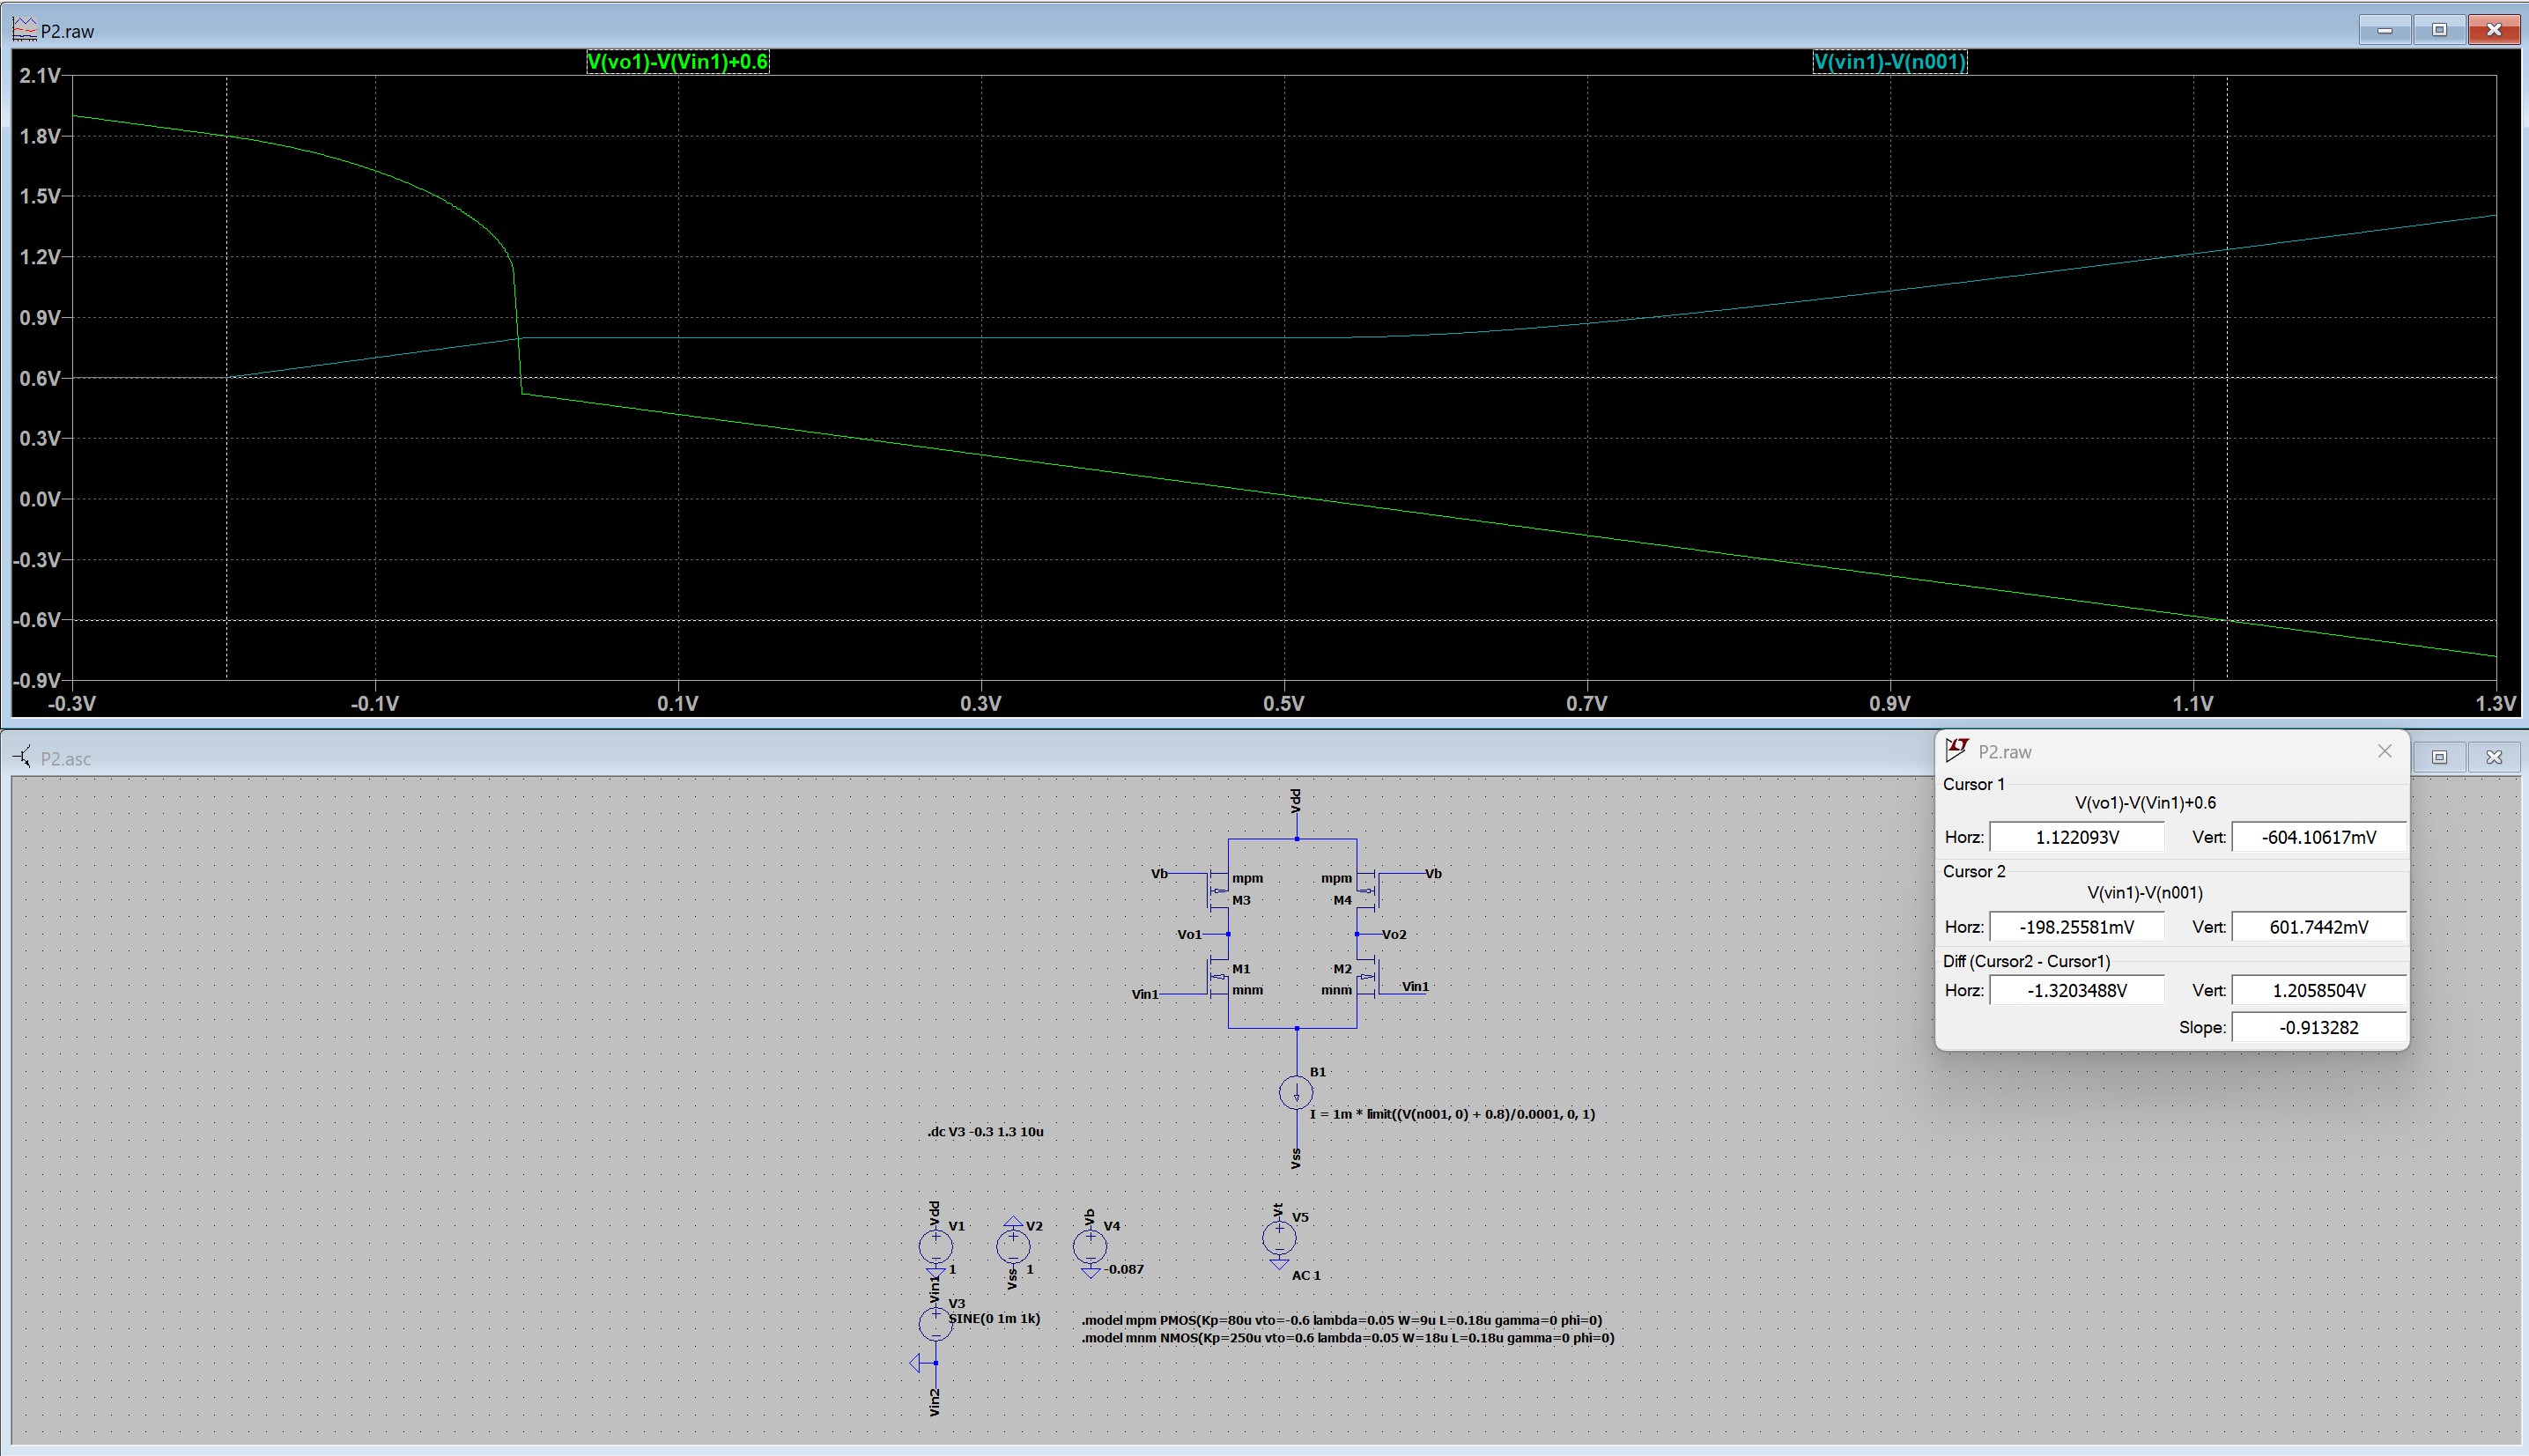 P2.raw
V(vo1)-V(Vin1)+0.6
V(vin1)-V(n001)
2.1V
1.8V
1.5V
1.2V
0.9V
0.6V
0.3V
0.0V
-0.3V
-0.6V
-0.9V
-0.3V
-0.1V
0.1V
0.3V
0.5V
0.7V
0.9V
1.1V
1.3V
P2.asc
P2.raw
Cursor 1
V(vo1)-V(Vin1)+0.6
Horz: 1.122093V Vert: -604.10617mV
Cursor 2
V(vin1)-V(n001)
Horz: -198.25581mV Vert: 601.7442mV
Diff (Cursor2 - Cursor1)
Horz: -1.3203488V Vert: 1.2058504V
Slope: -0.913282
Vdd
Vb mpm mpm Vb
M3 M4
Vo1 Vo2
M1 M2
Vin1 mnm mnm Vin1
B1
I = 1m * limit((V(n001, 0) + 0.8)/0.0001, 0, 1)
.dc V3 -0.3 1.3 10u
Vss
Vdd V1 V2 Vb V4 Vt V5
1 Vss 1 -0.087 AC 1
Vin1 V3
SINE(0 1m 1k)
.model mpm PMOS(Kp=80u vto=-0.6 lambda=0.05 W=9u L=0.18u gamma=0 phi=0)
.model mnm NMOS(Kp=250u vto=0.6 lambda=0.05 W=18u L=0.18u gamma=0 phi=0)
Vin2